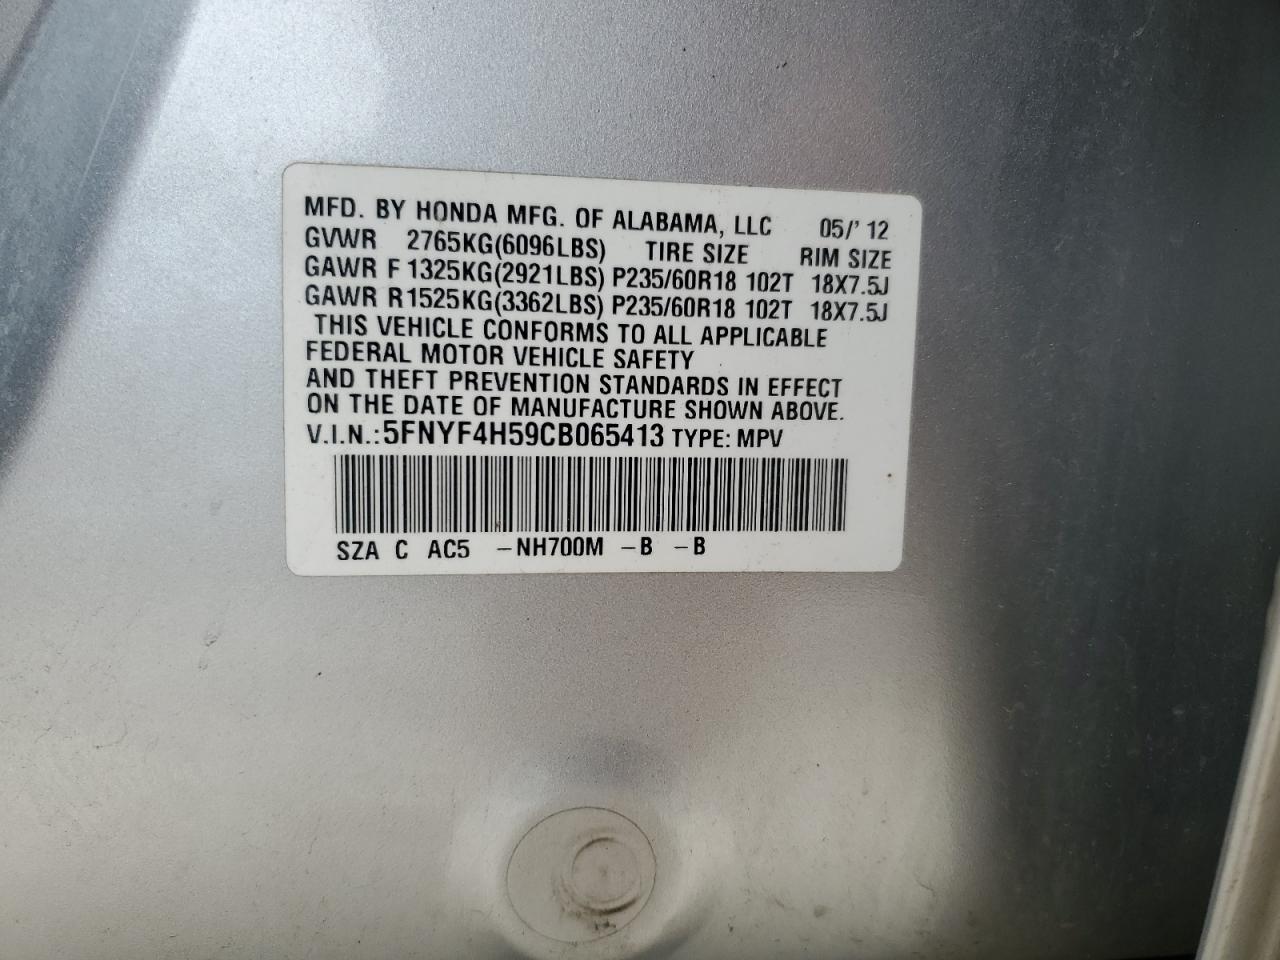 MFD. BY HONDA MFG. OF ALABAMA, LLC 05/' 12
GVWR 2765KG(6096LBS) TIRE SIZE RIM SIZE
GAWR F 1325KG(2921LBS) P235/60R18 102T 18X7.5J
GAWR R1525KG(3362LBS) P235/60R18 102T 18X7.5J
THIS VEHICLE CONFORMS TO ALL APPLICABLE
FEDERAL MOTOR VEHICLE SAFETY
AND THEFT PREVENTION STANDARDS IN EFFECT
ON THE DATE OF MANUFACTURE SHOWN ABOVE.
V.I.N.: 5FNYF4H59CB065413 TYPE: MPV
SZA C AC5 –NH700M –B –B